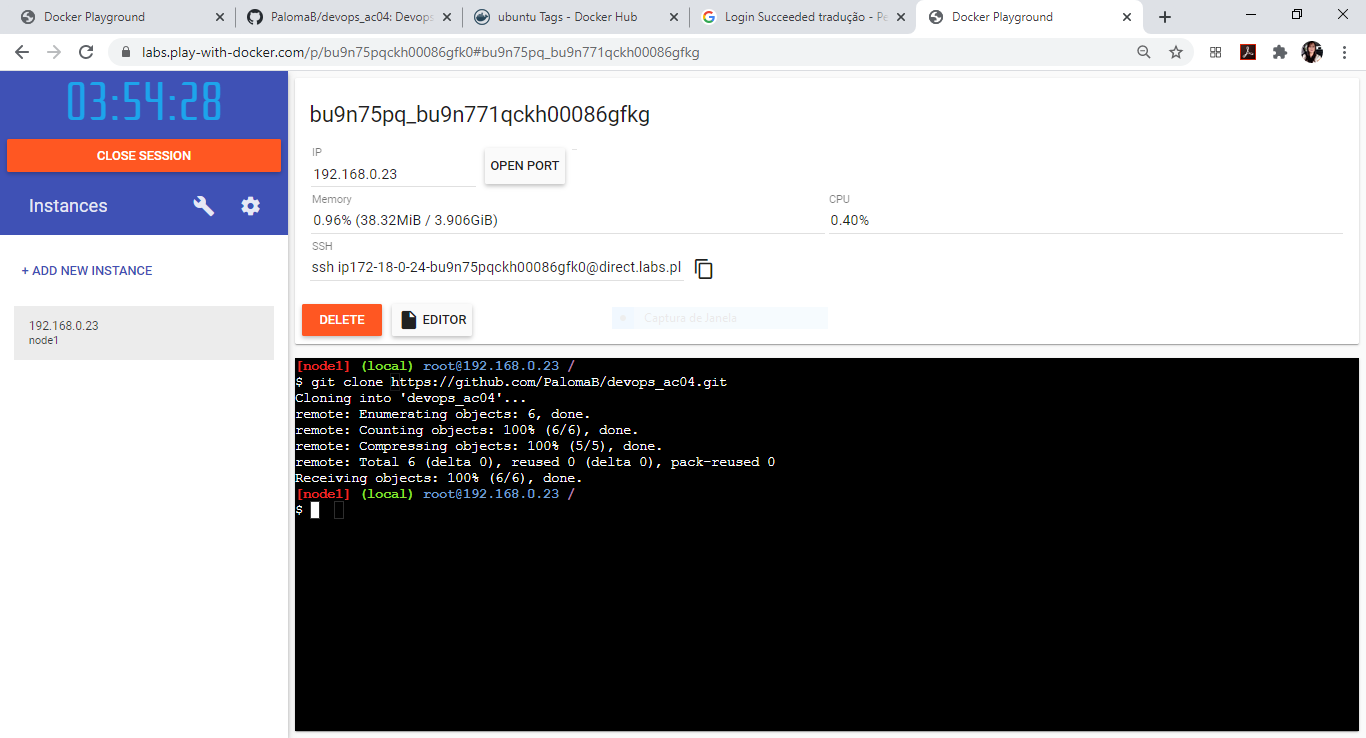 Docker Playground
PalomaB/devops_ac04: Devops
ubuntu Tags - Docker Hub
Login Succeeded tradução - Pe
Docker Playground
labs.play-with-docker.com/p/bu9n75pqckh00086gfk0#bu9n75pq_bu9n771qckh00086gfkg
03:54:28
CLOSE SESSION
Instances
+ ADD NEW INSTANCE
192.168.0.23
node1
bu9n75pq_bu9n771qckh00086gfkg
IP
192.168.0.23
OPEN PORT
Memory
0.96% (38.32MiB / 3.906GiB)
CPU
0.40%
SSH
ssh ip172-18-0-24-bu9n75pqckh00086gfk0@direct.labs.pl
DELETE
EDITOR
Captura de Janela
[node1] (local) root@192.168.0.23 /
$ git clone https://github.com/PalomaB/devops_ac04.git
Cloning into 'devops_ac04'...
remote: Enumerating objects: 6, done.
remote: Counting objects: 100% (6/6), done.
remote: Compressing objects: 100% (5/5), done.
remote: Total 6 (delta 0), reused 0 (delta 0), pack-reused 0
Receiving objects: 100% (6/6), done.
[node1] (local) root@192.168.0.23 /
$